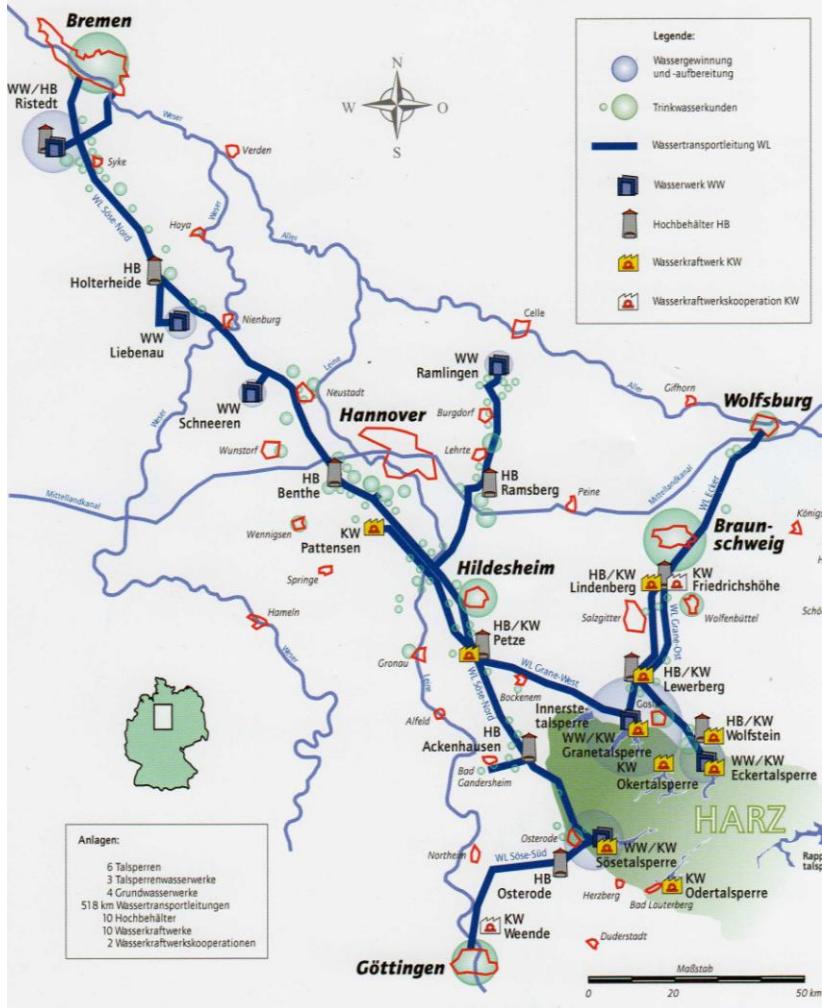 Bremen
WW/HB
Ristedt
Syke
Weser
Verden
WL Söse-Nord
Hoya
Weser
Aller
HB
Holterheide
WW
Liebenau
Nienburg
Celle
N
W
O
S
Legende:
Wassergewinnung
und -aufbereitung
Trinkwasserkunden
Wassertransportleitung WL
Wasserwerk WW
Hochbehälter HB
Wasserkraftwerk KW
Wasserkraftwerkskooperation KW
WW
Schneeren
Leine
Neustadt
WW
Ramlingen
Aller
Gifhorn
Wolfsburg
Weser
Hannover
Burgdorf
Wunstorf
Lehrte
HB
Benthe
HB
Ramsberg
Peine
Mittellandkanal
WL Ecker
Mittellandkanal
Wennigsen
KW
Pattensen
Braun-
schweig
Springe
Hildesheim
HB/KW
Lindenberg
KW
Friedrichshöhe
Hameln
Weser
Salzgitter
Wolfenbüttel
WL Grane-Ost
HB/KW
Petze
Gronau
Leine
WL Söse-Nord
WL Grane-West
Bockenem
HB/KW
Lewerberg
Alfeld
Innerste-
talsperre
WW/KW
Granetalsperre
HB/KW
Wolfstein
HB
Ackenhausen
KW
Okertalsperre
WW/KW
Eckertalsperre
Bad
Gandersheim
HARZ
Osterode
WW/KW
Sösetalsperre
Northeim
WL Söse-Süd
HB
Osterode
Herzberg
KW
Odertalsperre
Bad Lauterberg
KW
Weende
Duderstadt
Göttingen
Maßstab
0
20
50 km
Anlagen:
6 Talsperren
3 Talsperrenwasserwerke
4 Grundwasserwerke
518 km Wassertransportleitungen
10 Hochbehälter
10 Wasserkraftwerke
2 Wasserkraftwerkskooperationen